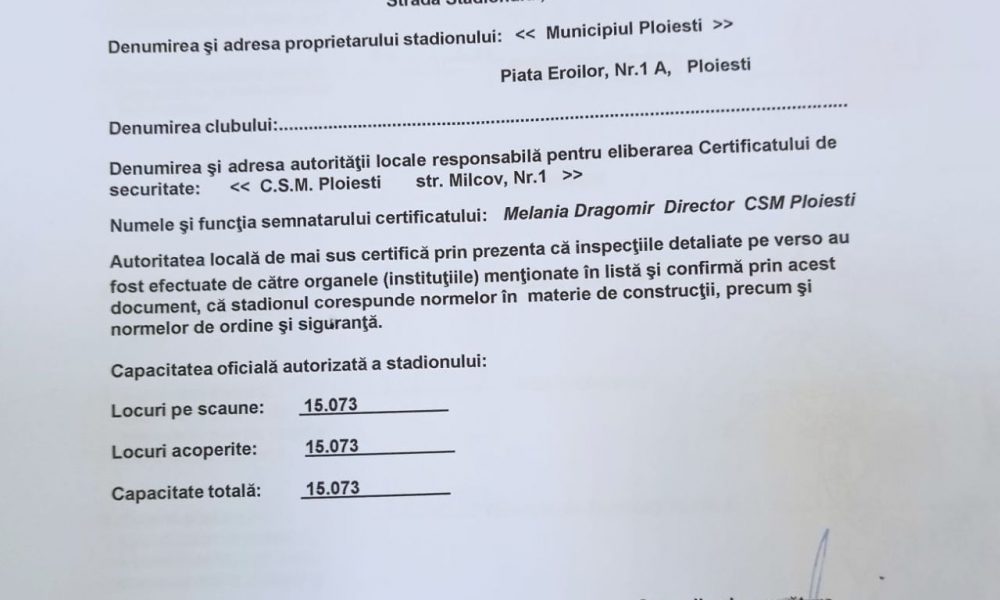 Strada Stadionului,
Denumirea şi adresa proprietarului stadionului: << Municipiul Ploiesti >>
Piata Eroilor, Nr.1 A, Ploiesti
Denumirea clubului:...............................................................................................................
Denumirea şi adresa autorităţii locale responsabilă pentru eliberarea Certificatului de
securitate: << C.S.M. Ploiesti str. Milcov, Nr.1 >>
Numele şi funcţia semnatarului certificatului: Melania Dragomir Director CSM Ploiesti
Autoritatea locală de mai sus certifică prin prezenta că inspecţiile detaliate pe verso au
fost efectuate de către organele (instituţiile) menţionate în listă şi confirmă prin acest
document, că stadionul corespunde normelor în materie de construcţii, precum şi
normelor de ordine şi siguranţă.
Capacitatea oficială autorizată a stadionului:
Locuri pe scaune: 15.073
Locuri acoperite: 15.073
Capacitate totală: 15.073